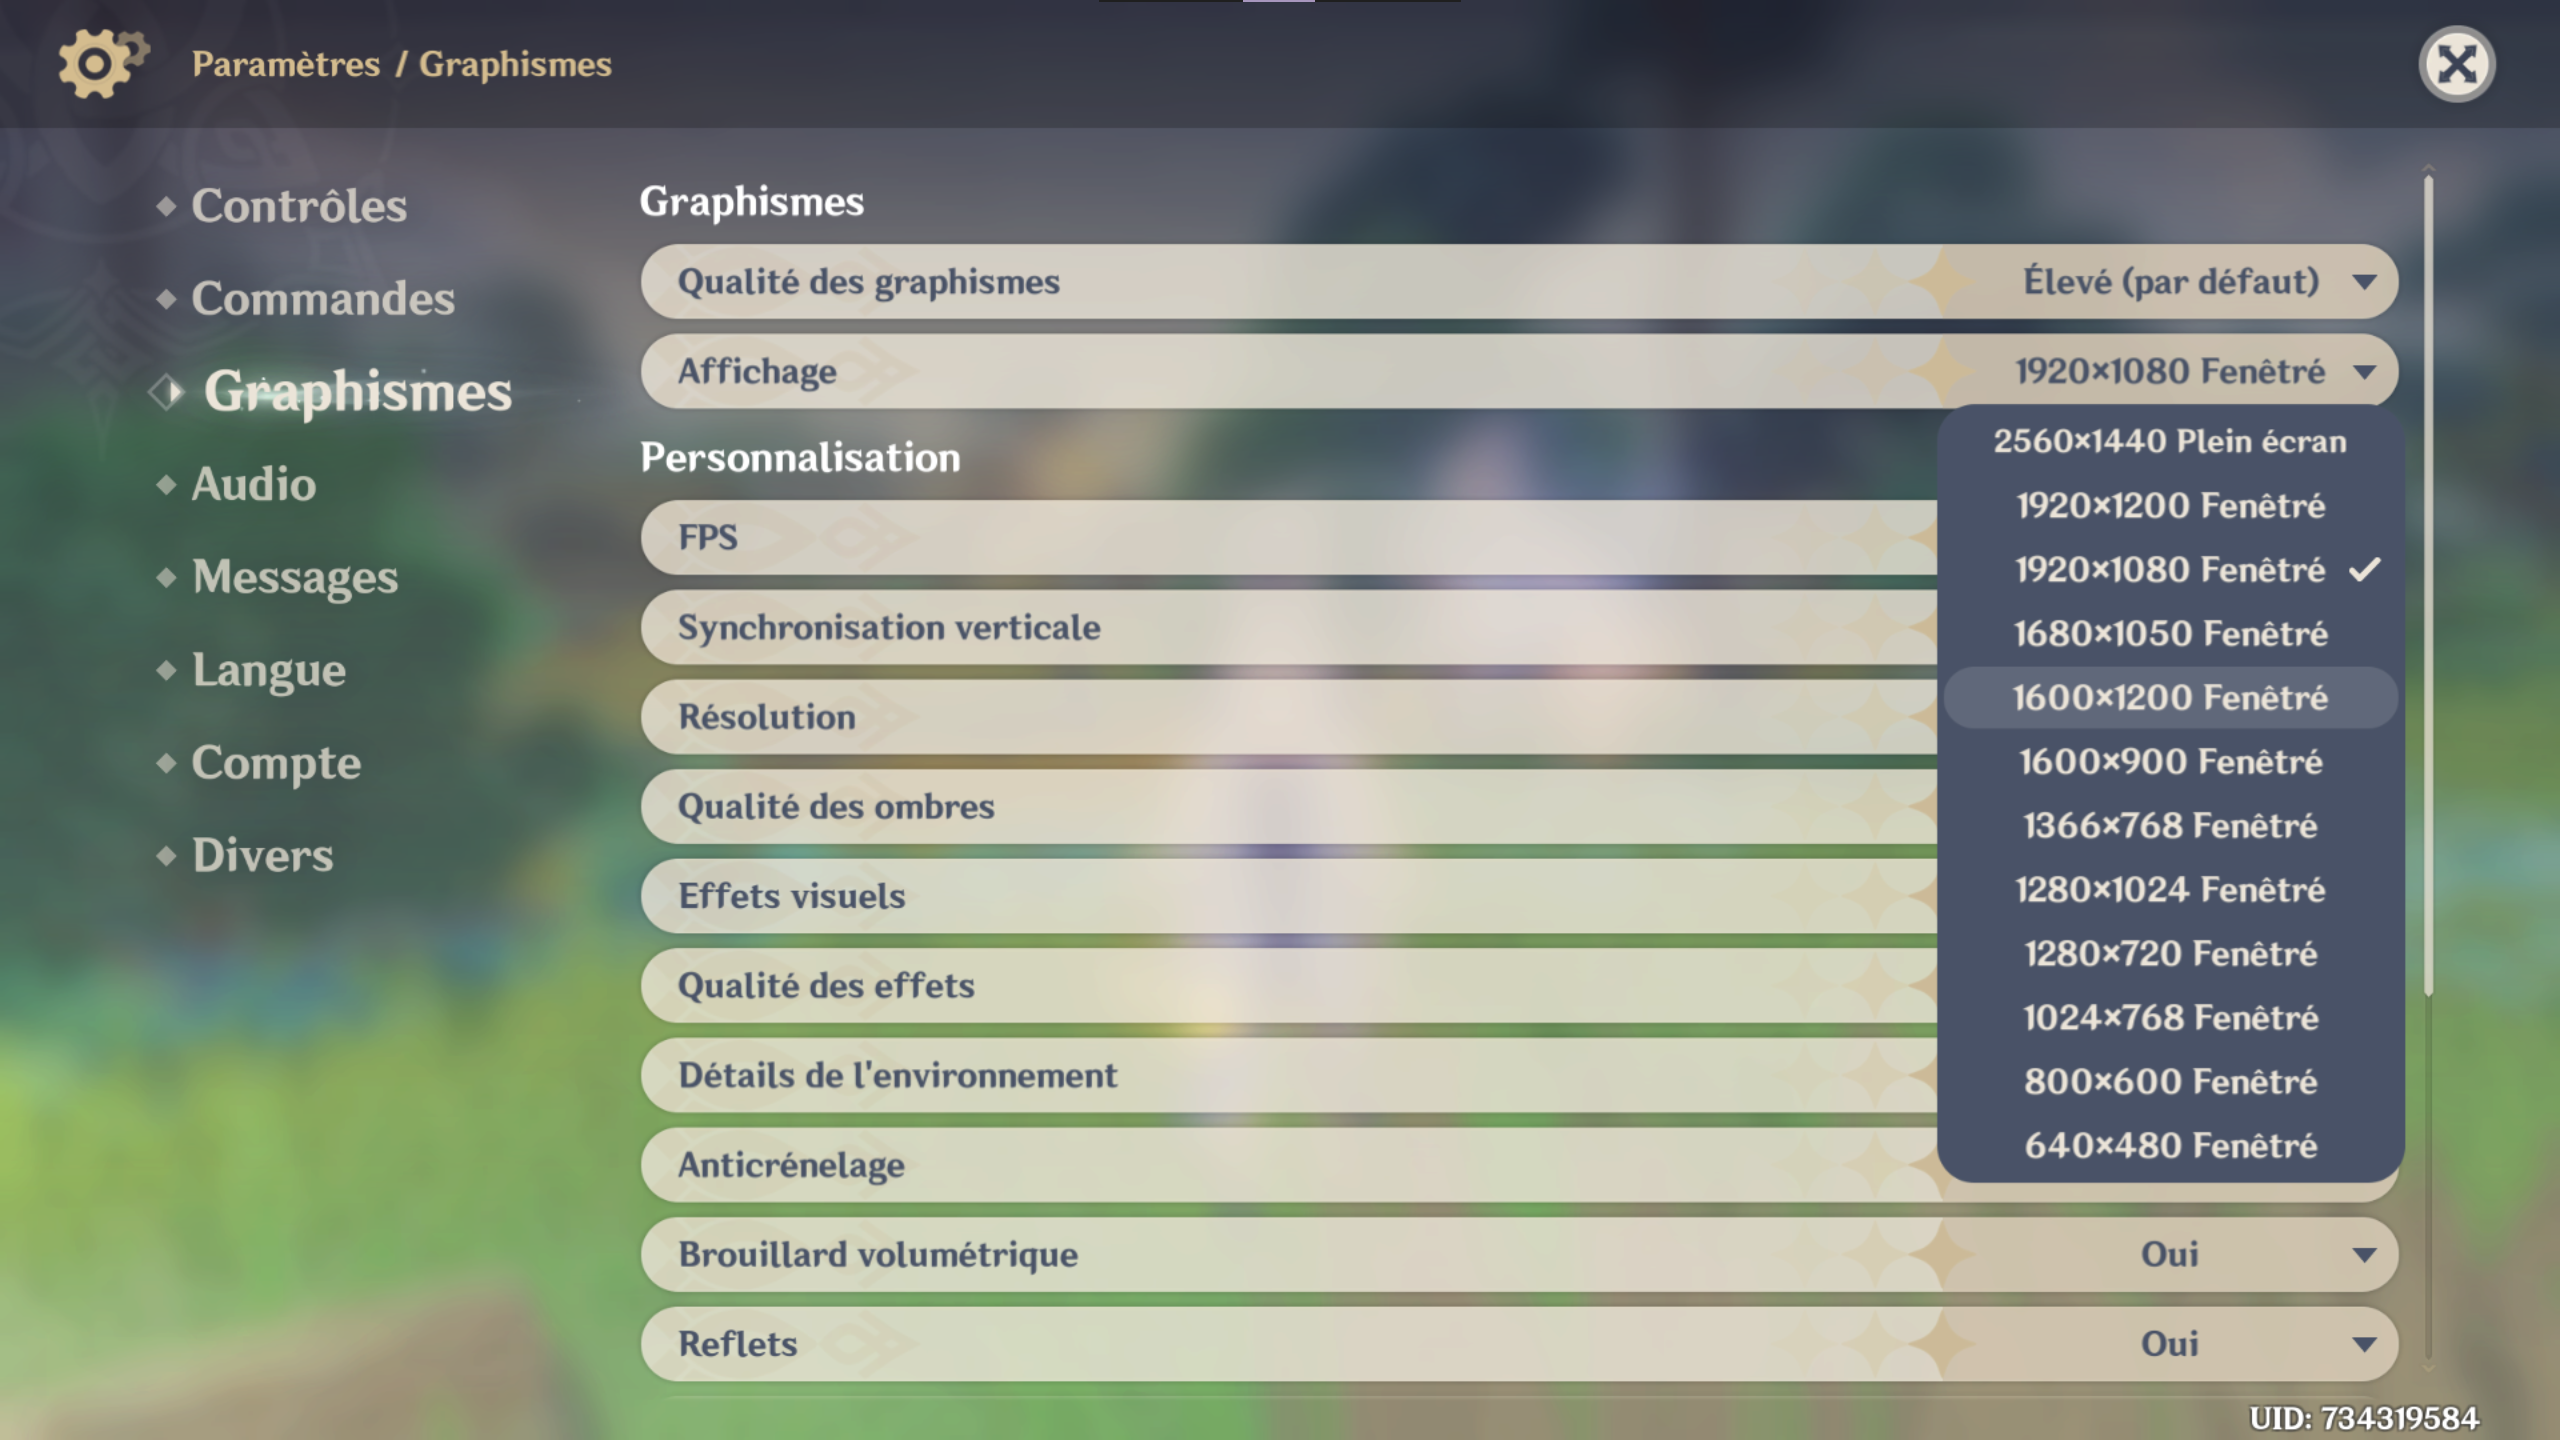 Paramètres / Graphismes
Contrôles
Commandes
Graphismes
Audio
Messages
Langue
Compte
Divers
Graphismes
Qualité des graphismes
Élevé (par défaut)
Affichage
1920×1080 Fenêtré
2560×1440 Plein écran
1920×1200 Fenêtré
1920×1080 Fenêtré
1680×1050 Fenêtré
1600×1200 Fenêtré
1600×900 Fenêtré
1366×768 Fenêtré
1280×1024 Fenêtré
1280×720 Fenêtré
1024×768 Fenêtré
800×600 Fenêtré
640×480 Fenêtré
Personnalisation
FPS
Synchronisation verticale
Résolution
Qualité des ombres
Effets visuels
Qualité des effets
Détails de l'environnement
Anticrénelage
Brouillard volumétrique
Oui
Reflets
Oui
UID: 734319584